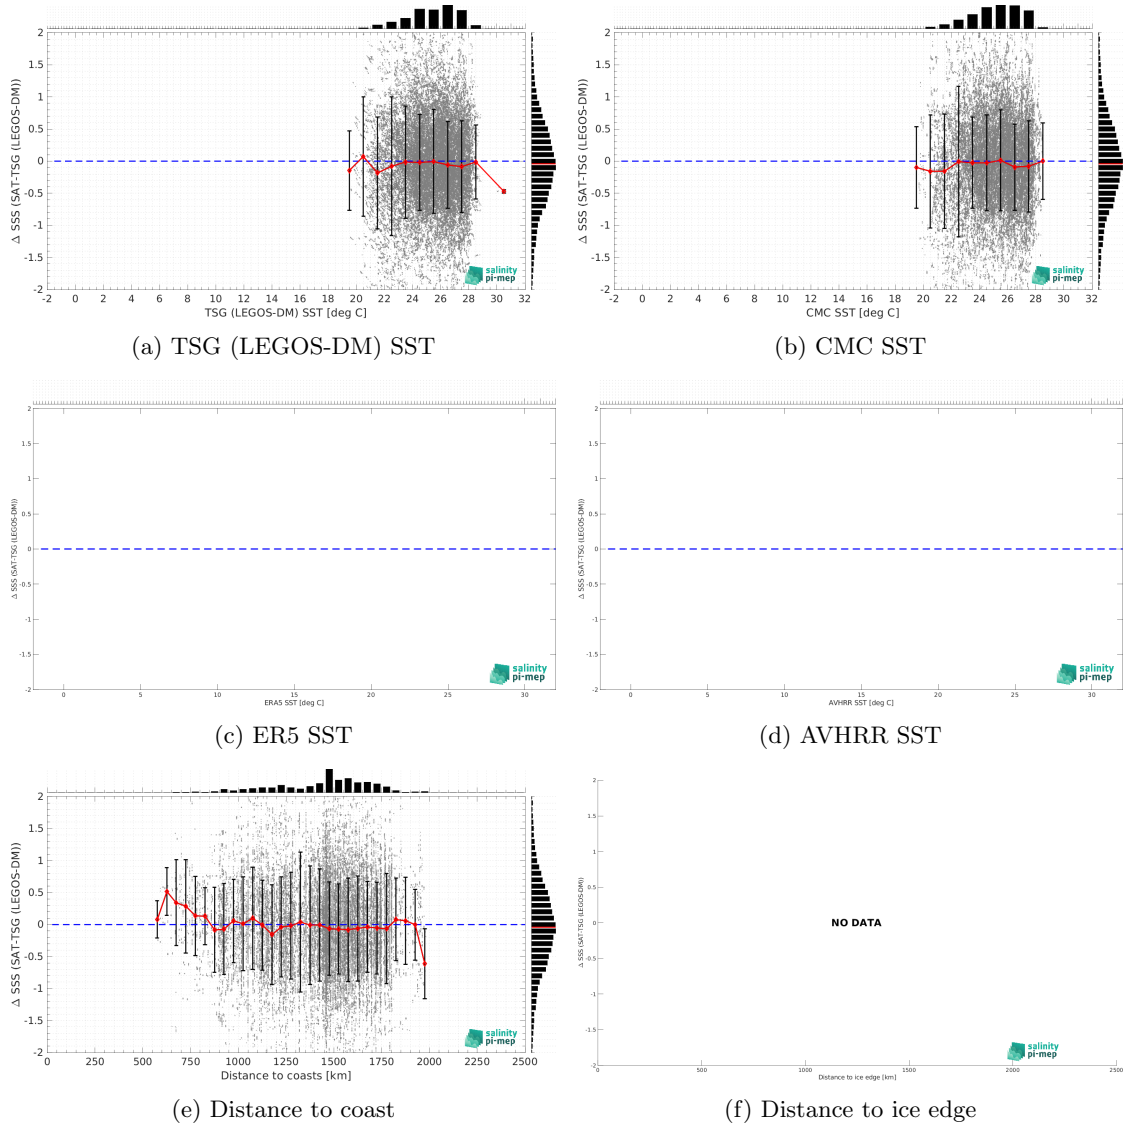 2
1.5
1
0.5
0
-0.5
-1
-1.5
-2
Δ SSS (SAT-TSG (LEGOS-DM))
salinity
pi-mep
-2 0 2 4 6 8 10 12 14 16 18 20 22 24 26 28 30 32
TSG (LEGOS-DM) SST [deg C]
(a) TSG (LEGOS-DM) SST
2
1.5
1
0.5
0
-0.5
-1
-1.5
-2
Δ SSS (SAT-TSG (LEGOS-DM))
salinity
pi-mep
-2 0 2 4 6 8 10 12 14 16 18 20 22 24 26 28 30 32
CMC SST [deg C]
(b) CMC SST
2
1.5
1
0.5
0
-0.5
-1
-1.5
-2
Δ SSS (SAT-TSG (LEGOS-DM))
salinity
pi-mep
0 5 10 15 20 25 30
ERA5 SST [deg C]
(c) ER5 SST
2
1.5
1
0.5
0
-0.5
-1
-1.5
-2
Δ SSS (SAT-TSG (LEGOS-DM))
salinity
pi-mep
0 5 10 15 20 25 30
AVHRR SST [deg C]
(d) AVHRR SST
2
1.5
1
0.5
0
-0.5
-1
-1.5
-2
Δ SSS (SAT-TSG (LEGOS-DM))
salinity
pi-mep
0 250 500 750 1000 1250 1500 1750 2000 2250 2500
Distance to coasts [km]
(e) Distance to coast
2
1.5
1
0.5
0
-0.5
-1
-1.5
-2
Δ SSS (SAT-TSG (LEGOS-DM))
NO DATA
salinity
pi-mep
0 500 1000 1500 2000 2500
Distance to ice edge [km]
(f) Distance to ice edge